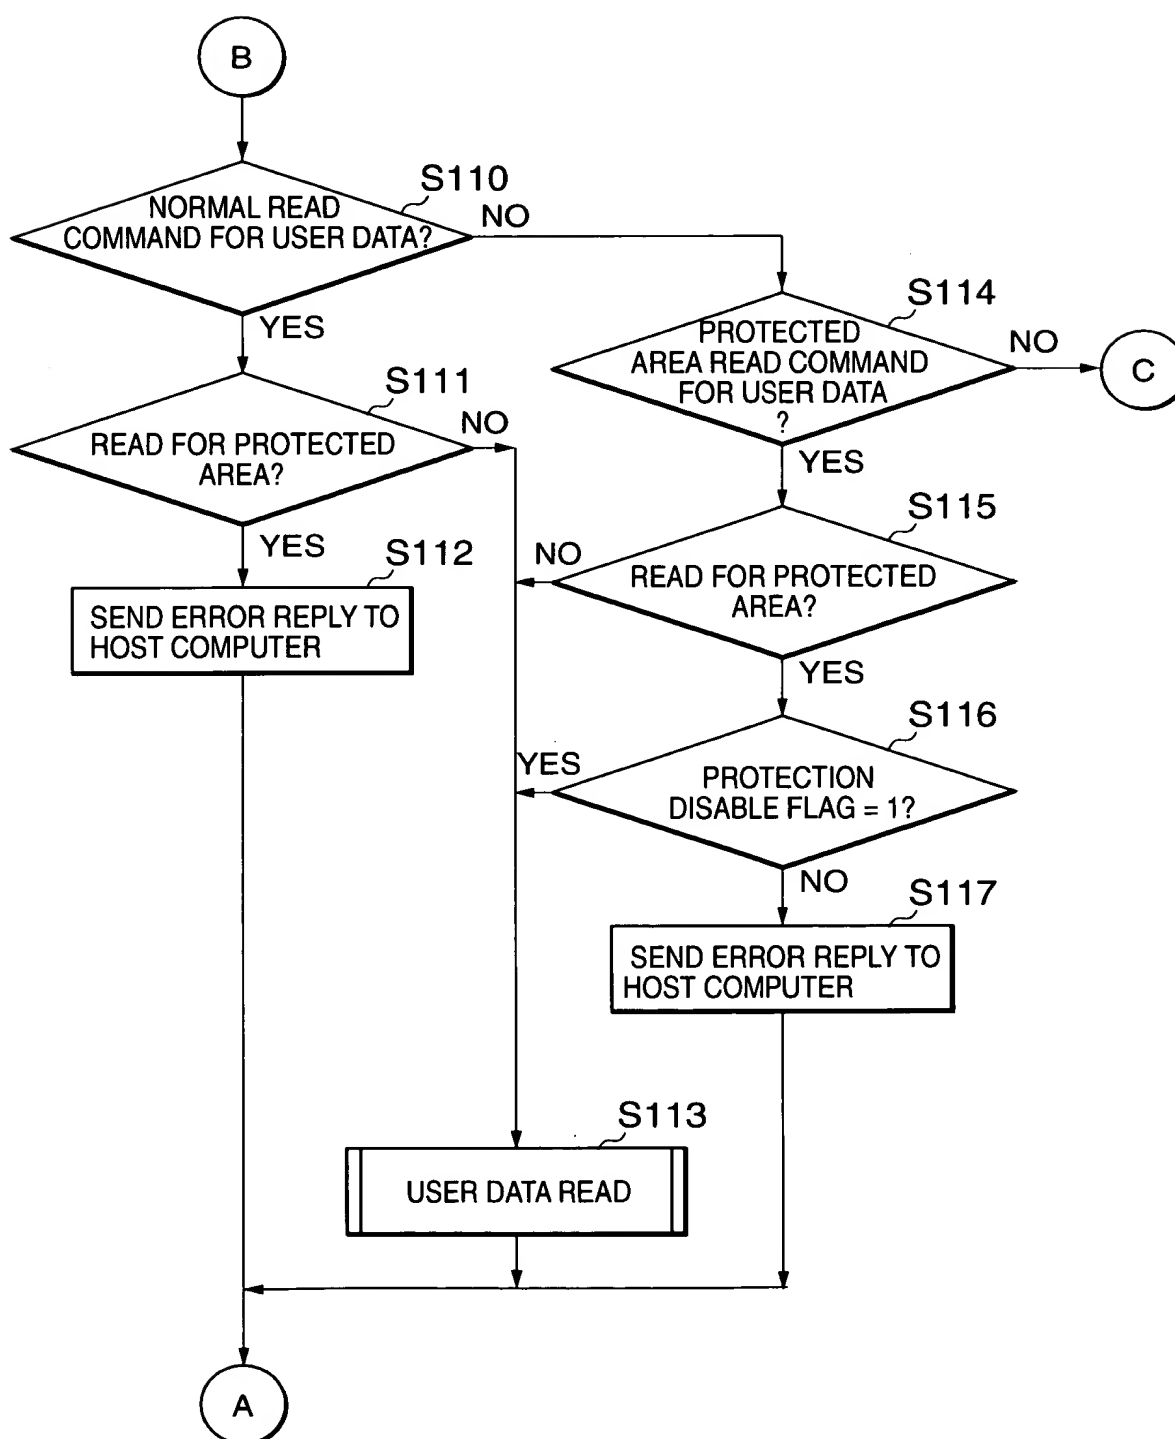 B
S110
NORMAL READ
COMMAND FOR USER DATA?
NO
YES
S114
PROTECTED
AREA READ COMMAND
FOR USER DATA
?
NO
C
YES
S111
READ FOR PROTECTED
AREA?
NO
YES
S115
READ FOR PROTECTED
AREA?
NO
YES
S112
SEND ERROR REPLY TO
HOST COMPUTER
S116
PROTECTION
DISABLE FLAG = 1?
YES
NO
S117
SEND ERROR REPLY TO
HOST COMPUTER
S113
USER DATA READ
A